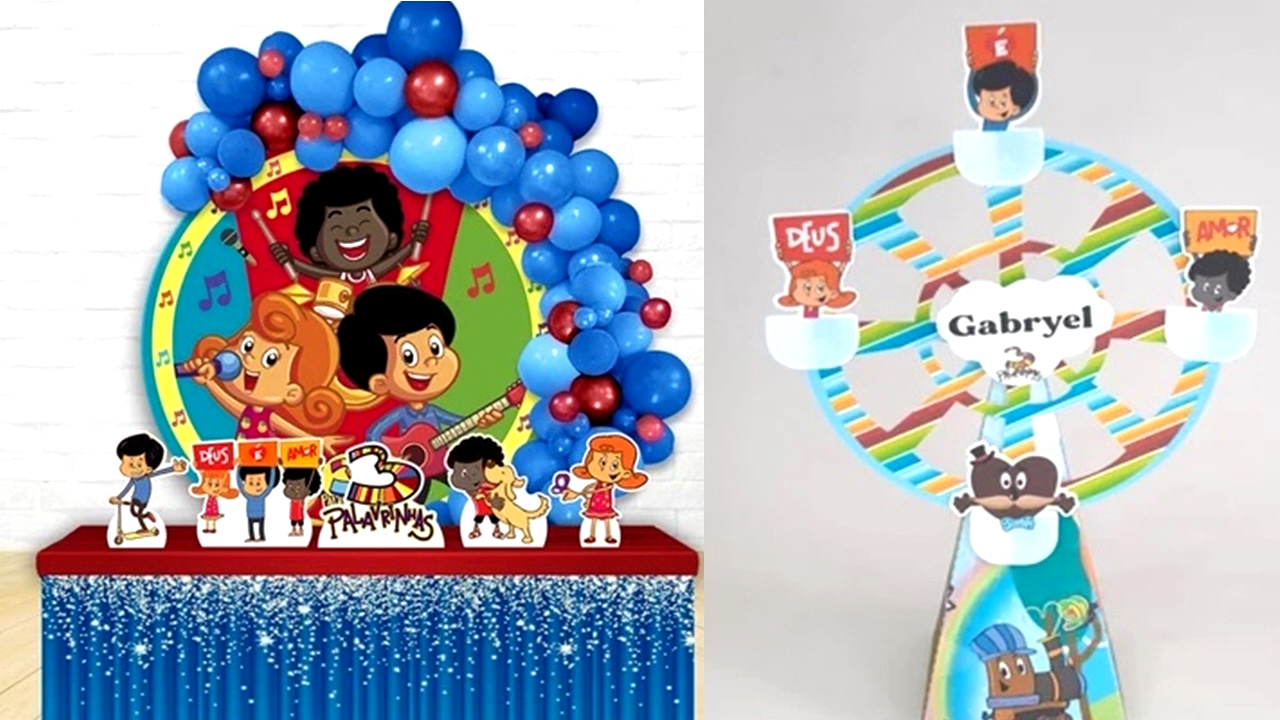 DEUS É AMOR
3
PALAVRINHAS
É
DEUS
AMOR
Gabryel